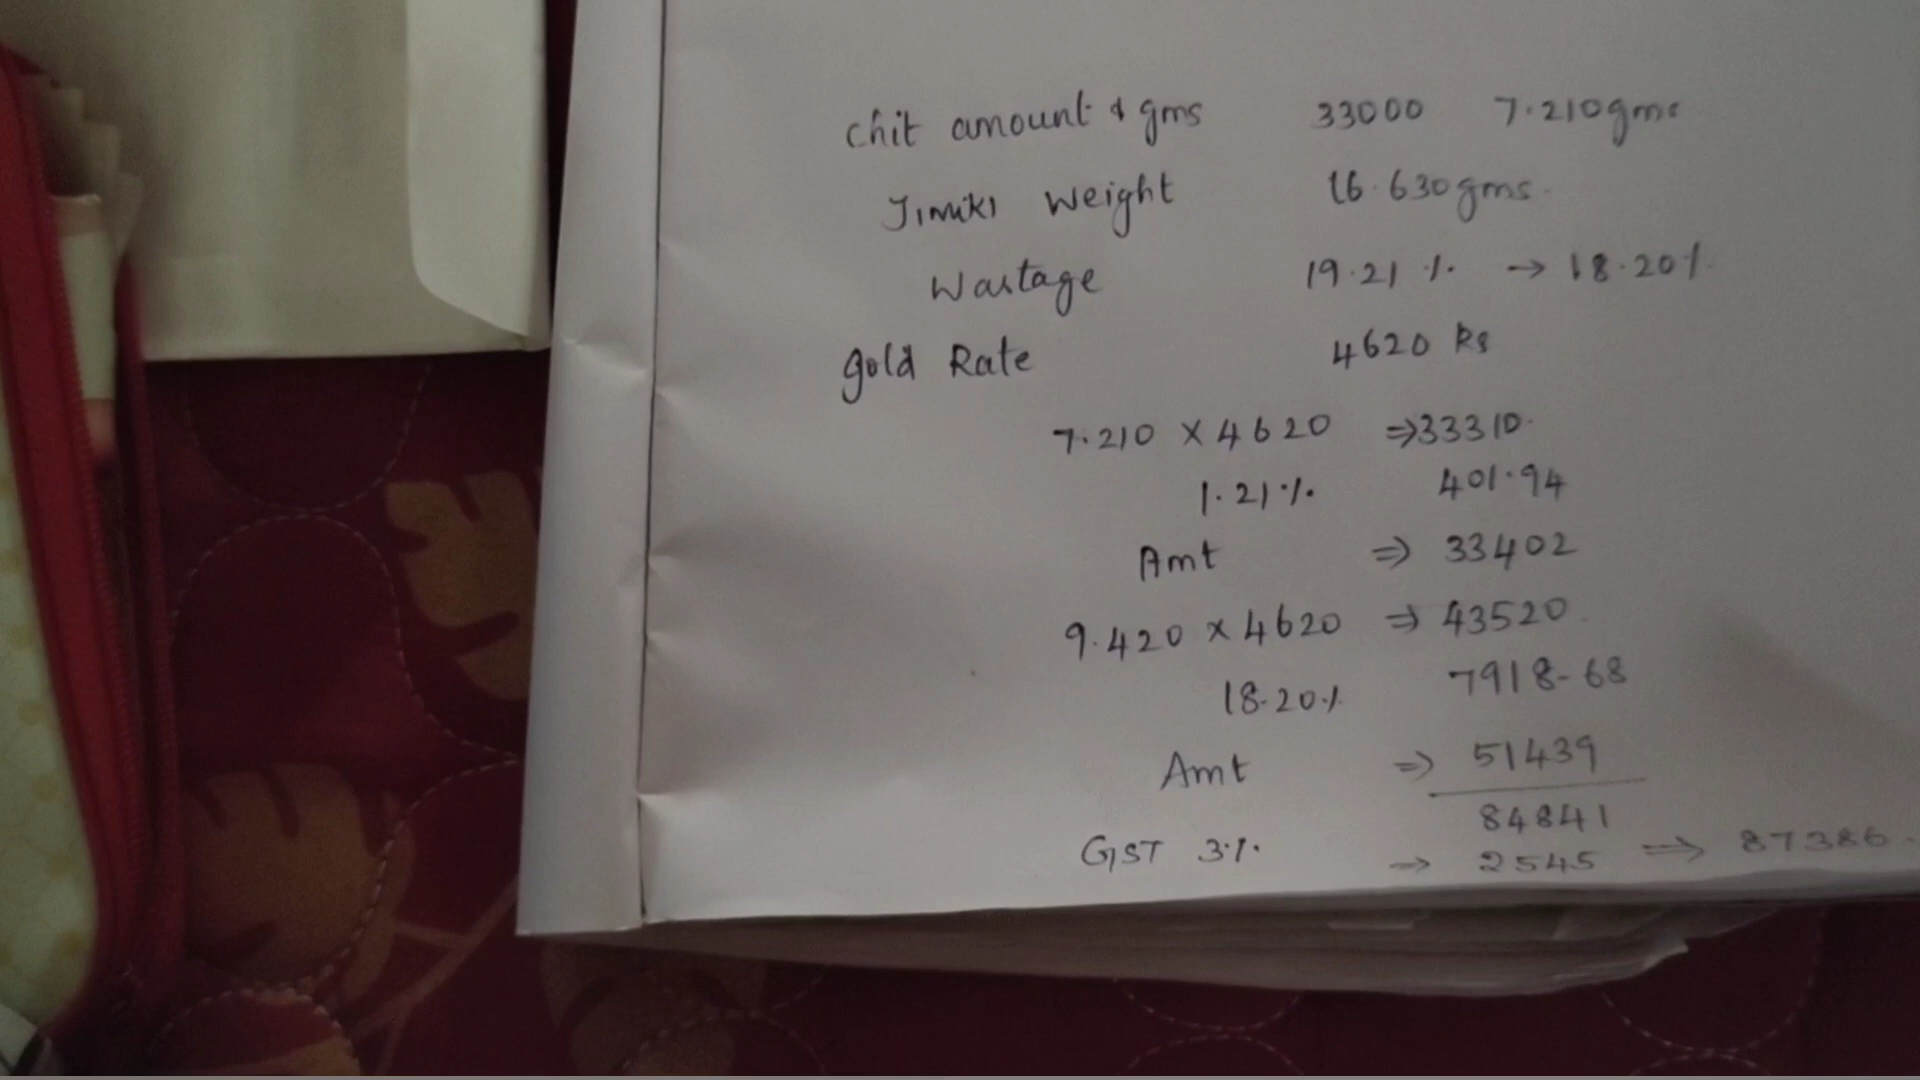 chit amount & gms 33000 7.210gms
Jimiki Weight 16.630gms.
Wastage 19.21 % → 18.20%
gold Rate 4620 Rs
7.210 X 4620 ⇒33310.
1.21% 401.94
Amt ⇒ 33402
9.420 x 4620 ⇒ 43520.
18.20% 7918-68
Amt ⇒ 51439
84841
GST 3% → 2545 ⇒ 87386.